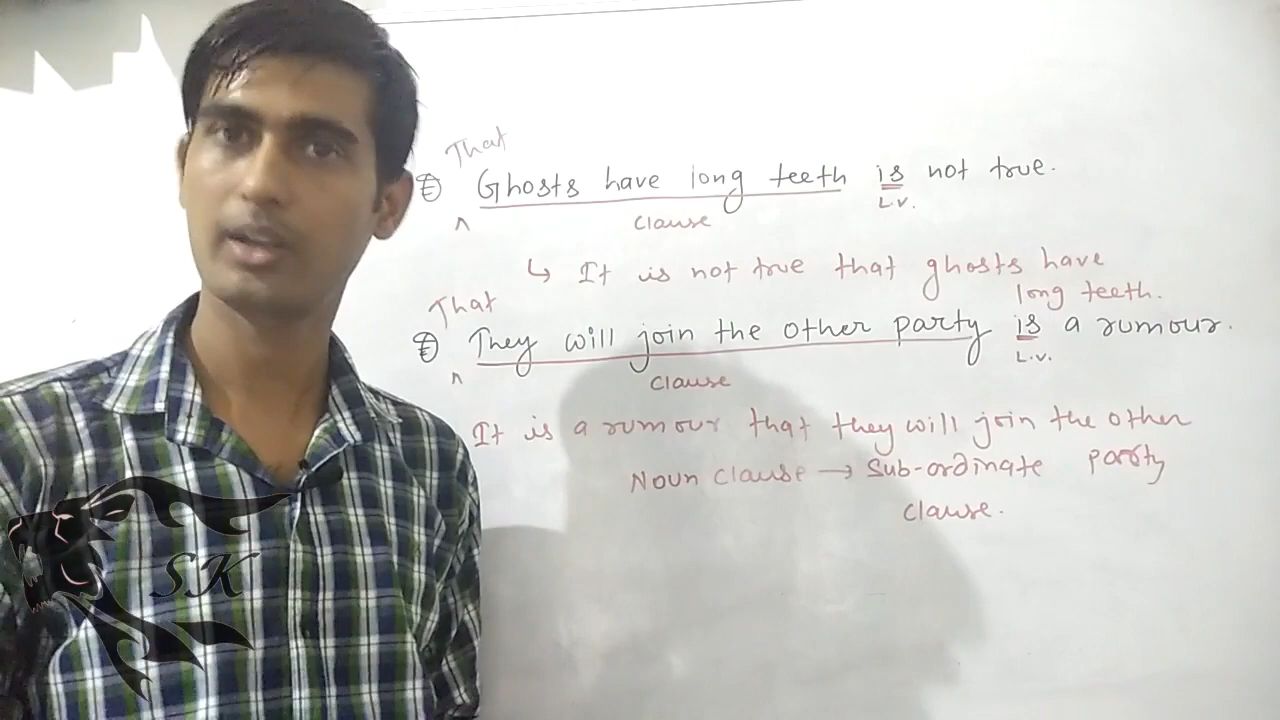 That
① Ghosts have long teeth is not true.
^ clause L.V.
↳ It is not true that ghosts have
long teeth.
That
② They will join the other party is a rumour.
^ clause L.V.
It is a rumour that they will join the other
party
Noun clause → Sub-ordinate
clause.
SK